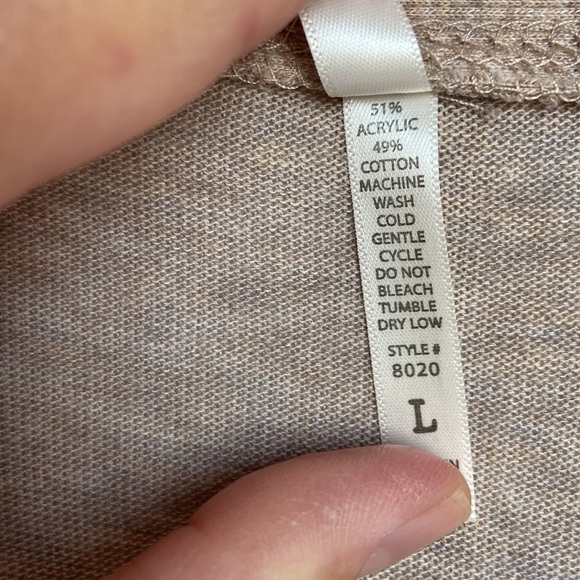 51%
ACRYLIC
49%
COTTON
MACHINE
WASH
COLD
GENTLE
CYCLE
DO NOT
BLEACH
TUMBLE
DRY LOW
STYLE #
8020
L